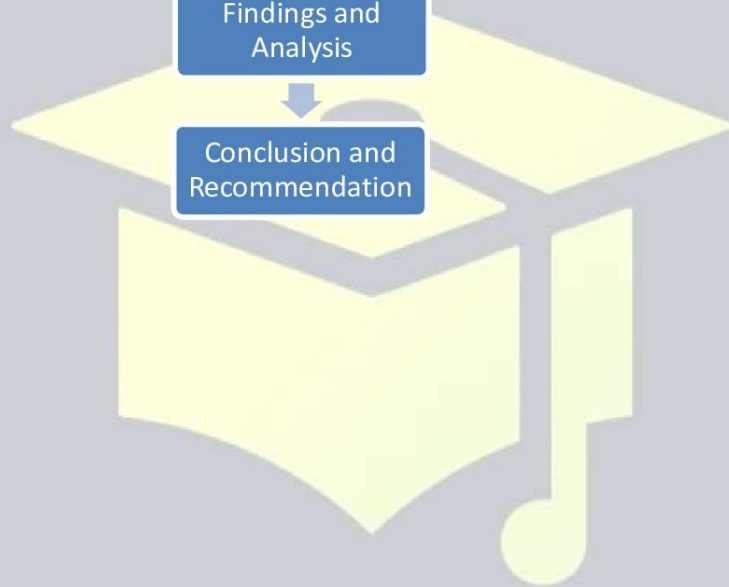 Findings and
Analysis
Conclusion and
Recommendation